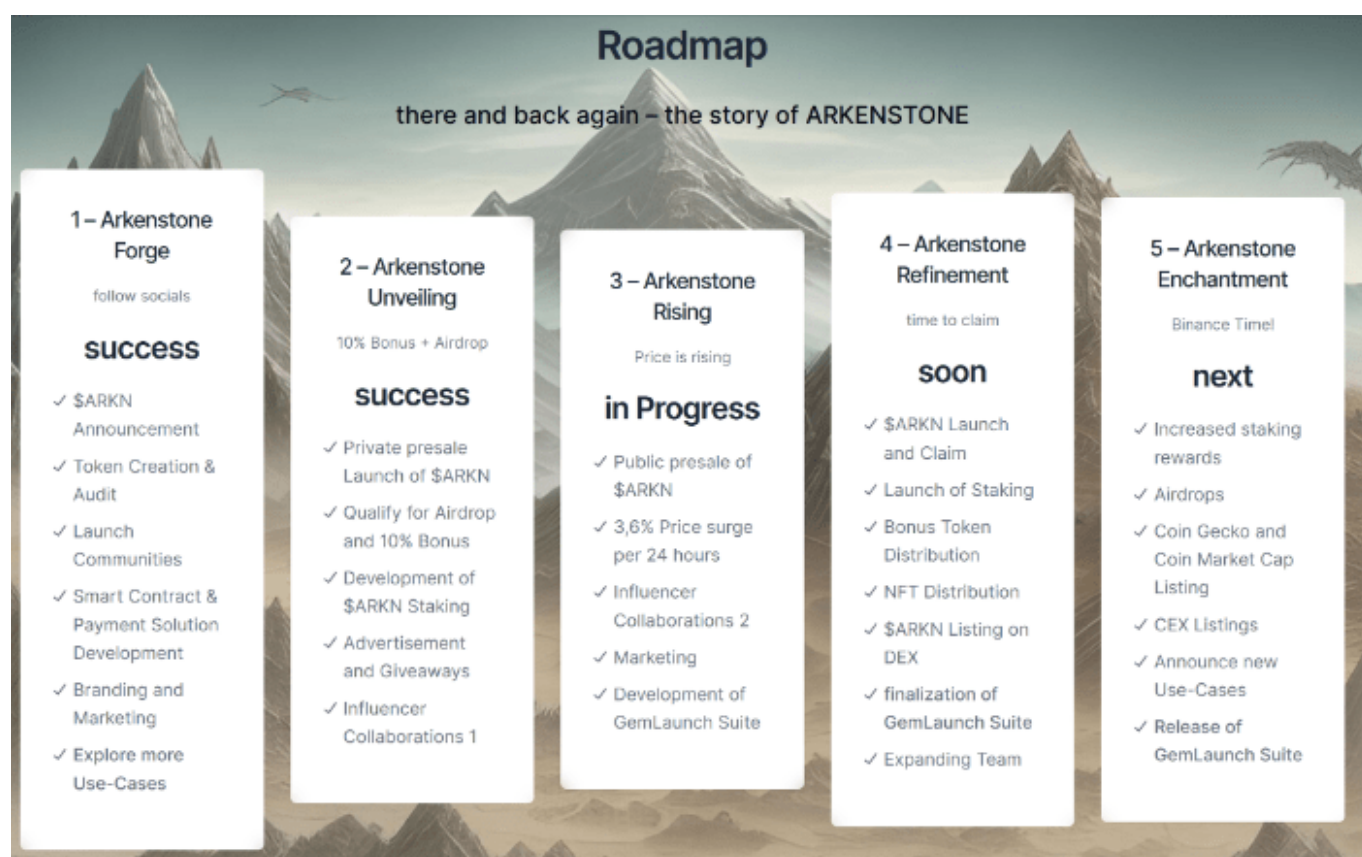 Roadmap
there and back again – the story of ARKENSTONE
1 – Arkenstone
Forge
follow socials
success
✓ $ARKN
Announcement
✓ Token Creation &
Audit
✓ Launch
Communities
✓ Smart Contract &
Payment Solution
Development
✓ Branding and
Marketing
✓ Explore more
Use-Cases
2 – Arkenstone
Unveiling
10% Bonus + Airdrop
success
✓ Private presale
Launch of $ARKN
✓ Qualify for Airdrop
and 10% Bonus
✓ Development of
$ARKN Staking
✓ Advertisement
and Giveaways
✓ Influencer
Collaborations 1
3 – Arkenstone
Rising
Price is rising
in Progress
✓ Public presale of
$ARKN
✓ 3,6% Price surge
per 24 hours
✓ Influencer
Collaborations 2
✓ Marketing
✓ Development of
GemLaunch Suite
4 – Arkenstone
Refinement
time to claim
soon
✓ $ARKN Launch
and Claim
✓ Launch of Staking
✓ Bonus Token
Distribution
✓ NFT Distribution
✓ $ARKN Listing on
DEX
✓ finalization of
GemLaunch Suite
✓ Expanding Team
5 – Arkenstone
Enchantment
Binance Time!
next
✓ Increased staking
rewards
✓ Airdrops
✓ Coin Gecko and
Coin Market Cap
Listing
✓ CEX Listings
✓ Announce new
Use-Cases
✓ Release of
GemLaunch Suite